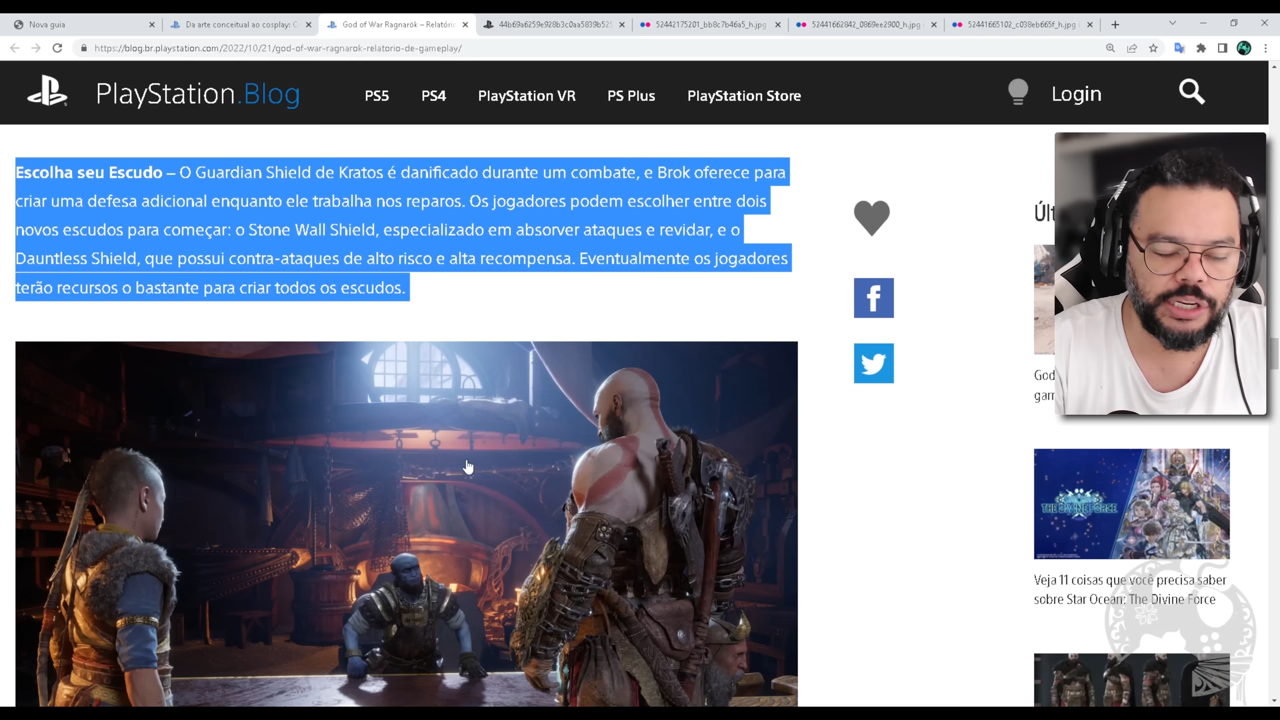 Nova guia
Da arte conceitual ao cosplay: C
God of War Ragnarök – Relatóri
44b69a6259e928b3c0aa5839b525
52442175201_bb8c7b46a5_h.jpg
52441662842_0869ee2900_h.jpg
52441665102_c038eb665f_h.jpg
https://blog.br.playstation.com/2022/10/21/god-of-war-ragnarok-relatorio-de-gameplay/
PlayStation.Blog
PS5
PS4
PlayStation VR
PS Plus
PlayStation Store
Login
Escolha seu Escudo – O Guardian Shield de Kratos é danificado durante um combate, e Brok oferece para
criar uma defesa adicional enquanto ele trabalha nos reparos. Os jogadores podem escolher entre dois
novos escudos para começar: o Stone Wall Shield, especializado em absorver ataques e revidar, e o
Dauntless Shield, que possui contra-ataques de alto risco e alta recompensa. Eventualmente os jogadores
terão recursos o bastante para criar todos os escudos.
Últ
God
gam
THE DIVINE FORCE
Veja 11 coisas que você precisa saber
sobre Star Ocean: The Divine Force